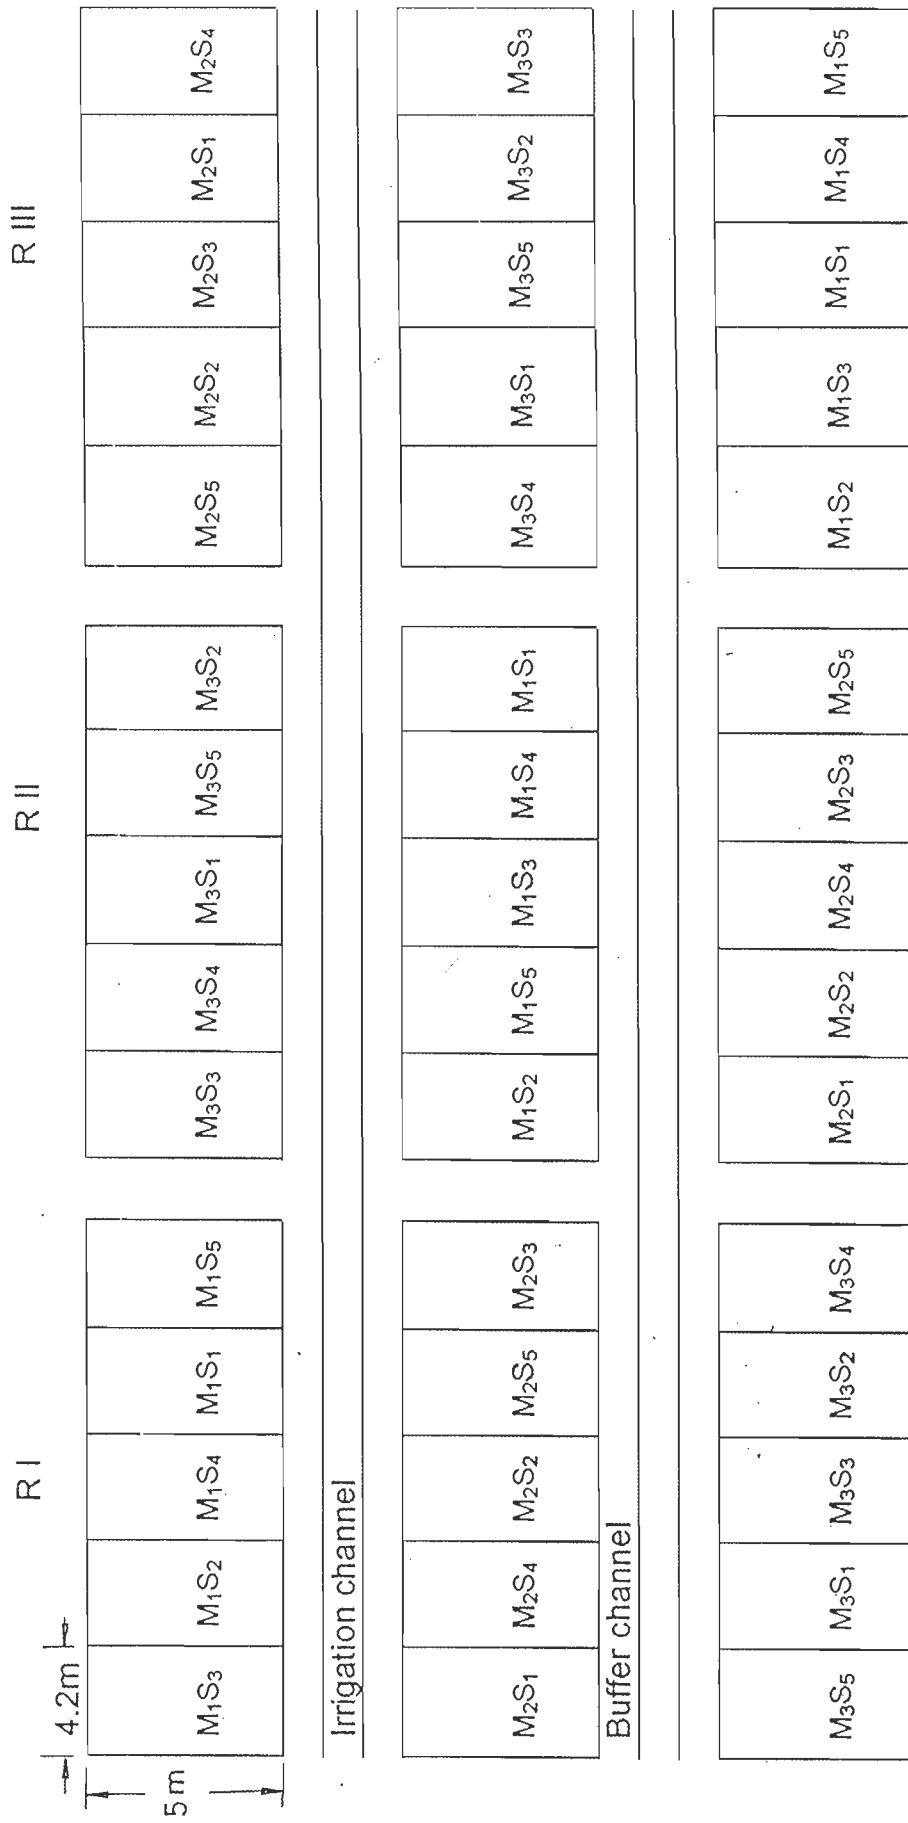 R I R II R III
4.2m
5 m
M₁S₃ M₁S₂ M₁S₄ M₁S₁ M₁S₅ M₃S₃ M₃S₄ M₃S₁ M₃S₅ M₃S₂ M₂S₅ M₂S₂ M₂S₃ M₂S₁ M₂S₄
Irrigation channel
M₂S₁ M₂S₄ M₂S₂ M₂S₅ M₂S₃ M₁S₂ M₁S₅ M₁S₃ M₁S₄ M₁S₁ M₃S₄ M₃S₁ M₃S₅ M₃S₂ M₃S₃
Buffer channel
M₃S₅ M₃S₁ M₃S₃ M₃S₂ M₃S₄ M₂S₁ M₂S₂ M₂S₄ M₂S₃ M₂S₅ M₁S₂ M₁S₃ M₁S₁ M₁S₄ M₁S₅